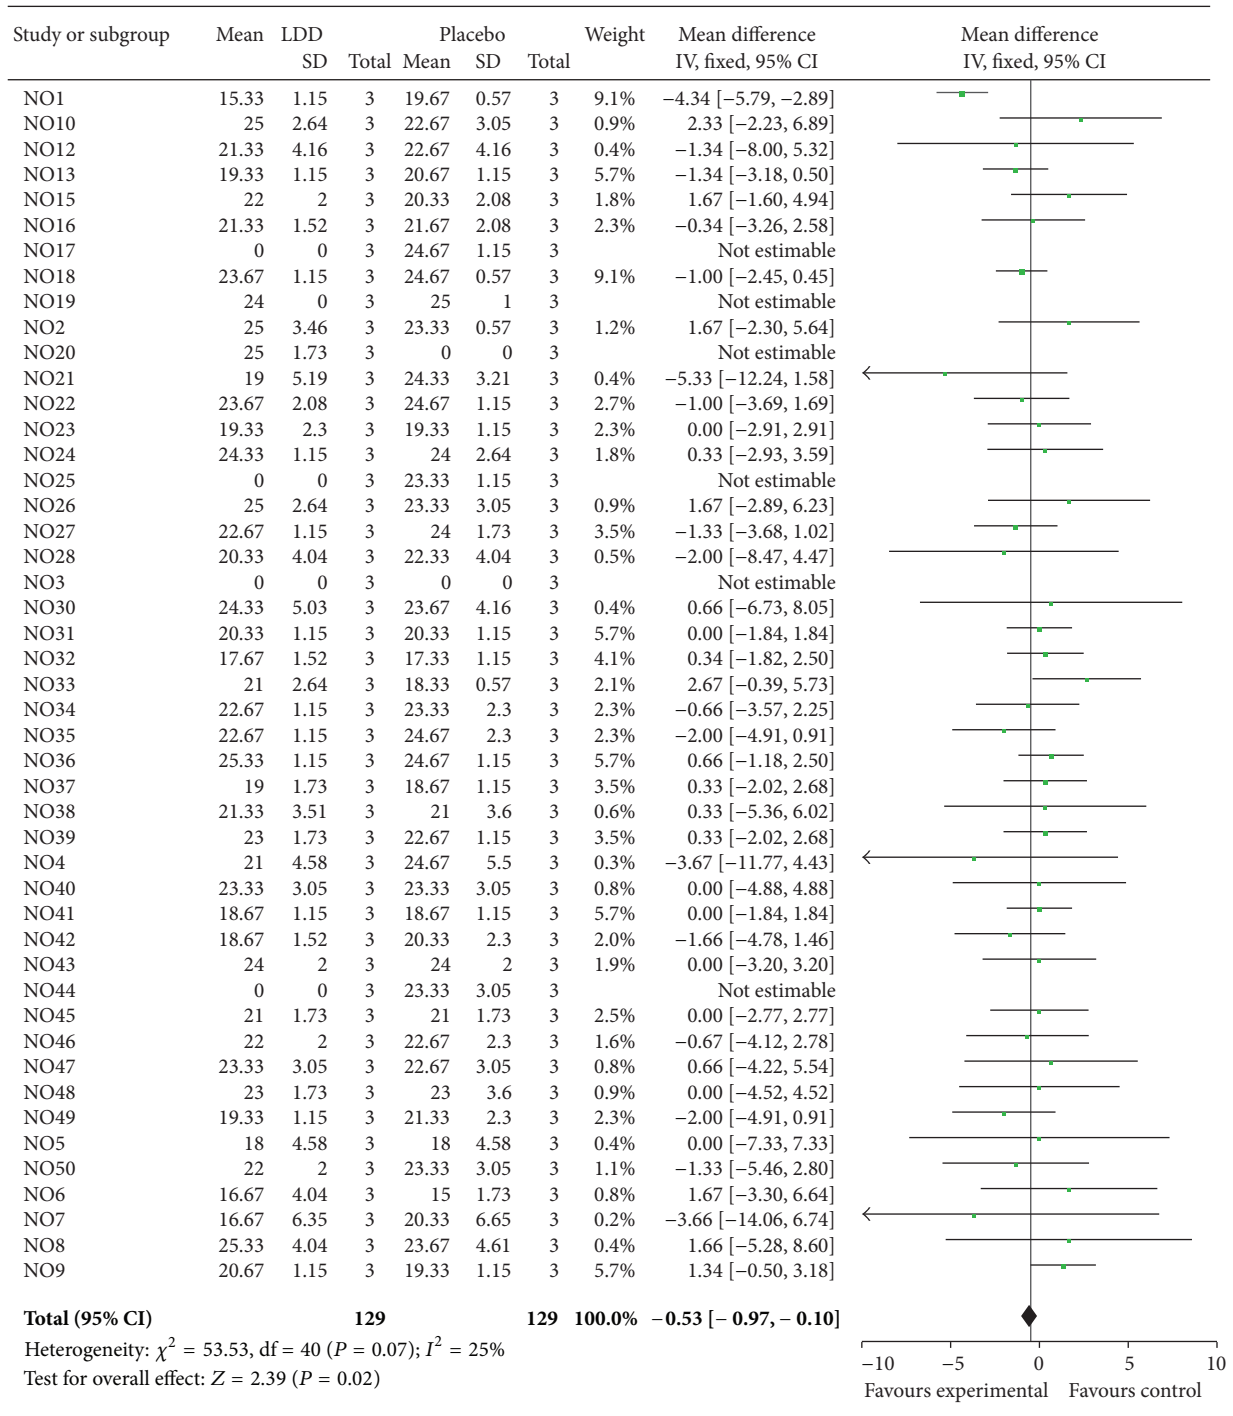 Study or subgroup Mean LDD Placebo Weight Mean difference Mean difference
SD Total Mean SD Total IV, fixed, 95% CI IV, fixed, 95% CI
NO1 15.33 1.15 3 19.67 0.57 3 9.1% −4.34 [−5.79, −2.89]
NO10 25 2.64 3 22.67 3.05 3 0.9% 2.33 [−2.23, 6.89]
NO12 21.33 4.16 3 22.67 4.16 3 0.4% −1.34 [−8.00, 5.32]
NO13 19.33 1.15 3 20.67 1.15 3 5.7% −1.34 [−3.18, 0.50]
NO15 22 2 3 20.33 2.08 3 1.8% 1.67 [−1.60, 4.94]
NO16 21.33 1.52 3 21.67 2.08 3 2.3% −0.34 [−3.26, 2.58]
NO17 0 0 3 24.67 1.15 3 Not estimable
NO18 23.67 1.15 3 24.67 0.57 3 9.1% −1.00 [−2.45, 0.45]
NO19 24 0 3 25 1 3 Not estimable
NO2 25 3.46 3 23.33 0.57 3 1.2% 1.67 [−2.30, 5.64]
NO20 25 1.73 3 0 0 3 Not estimable
NO21 19 5.19 3 24.33 3.21 3 0.4% −5.33 [−12.24, 1.58]
NO22 23.67 2.08 3 24.67 1.15 3 2.7% −1.00 [−3.69, 1.69]
NO23 19.33 2.3 3 19.33 1.15 3 2.3% 0.00 [−2.91, 2.91]
NO24 24.33 1.15 3 24 2.64 3 1.8% 0.33 [−2.93, 3.59]
NO25 0 0 3 23.33 1.15 3 Not estimable
NO26 25 2.64 3 23.33 3.05 3 0.9% 1.67 [−2.89, 6.23]
NO27 22.67 1.15 3 24 1.73 3 3.5% −1.33 [−3.68, 1.02]
NO28 20.33 4.04 3 22.33 4.04 3 0.5% −2.00 [−8.47, 4.47]
NO3 0 0 3 0 0 3 Not estimable
NO30 24.33 5.03 3 23.67 4.16 3 0.4% 0.66 [−6.73, 8.05]
NO31 20.33 1.15 3 20.33 1.15 3 5.7% 0.00 [−1.84, 1.84]
NO32 17.67 1.52 3 17.33 1.15 3 4.1% 0.34 [−1.82, 2.50]
NO33 21 2.64 3 18.33 0.57 3 2.1% 2.67 [−0.39, 5.73]
NO34 22.67 1.15 3 23.33 2.3 3 2.3% −0.66 [−3.57, 2.25]
NO35 22.67 1.15 3 24.67 2.3 3 2.3% −2.00 [−4.91, 0.91]
NO36 25.33 1.15 3 24.67 1.15 3 5.7% 0.66 [−1.18, 2.50]
NO37 19 1.73 3 18.67 1.15 3 3.5% 0.33 [−2.02, 2.68]
NO38 21.33 3.51 3 21 3.6 3 0.6% 0.33 [−5.36, 6.02]
NO39 23 1.73 3 22.67 1.15 3 3.5% 0.33 [−2.02, 2.68]
NO4 21 4.58 3 24.67 5.5 3 0.3% −3.67 [−11.77, 4.43]
NO40 23.33 3.05 3 23.33 3.05 3 0.8% 0.00 [−4.88, 4.88]
NO41 18.67 1.15 3 18.67 1.15 3 5.7% 0.00 [−1.84, 1.84]
NO42 18.67 1.52 3 20.33 2.3 3 2.0% −1.66 [−4.78, 1.46]
NO43 24 2 3 24 2 3 1.9% 0.00 [−3.20, 3.20]
NO44 0 0 3 23.33 3.05 3 Not estimable
NO45 21 1.73 3 21 1.73 3 2.5% 0.00 [−2.77, 2.77]
NO46 22 2 3 22.67 2.3 3 1.6% −0.67 [−4.12, 2.78]
NO47 23.33 3.05 3 22.67 3.05 3 0.8% 0.66 [−4.22, 5.54]
NO48 23 1.73 3 23 3.6 3 0.9% 0.00 [−4.52, 4.52]
NO49 19.33 1.15 3 21.33 2.3 3 2.3% −2.00 [−4.91, 0.91]
NO5 18 4.58 3 18 4.58 3 0.4% 0.00 [−7.33, 7.33]
NO50 22 2 3 23.33 3.05 3 1.1% −1.33 [−5.46, 2.80]
NO6 16.67 4.04 3 15 1.73 3 0.8% 1.67 [−3.30, 6.64]
NO7 16.67 6.35 3 20.33 6.65 3 0.2% −3.66 [−14.06, 6.74]
NO8 25.33 4.04 3 23.67 4.61 3 0.4% 1.66 [−5.28, 8.60]
NO9 20.67 1.15 3 19.33 1.15 3 5.7% 1.34 [−0.50, 3.18]
Total (95% CI) 129 129 100.0% −0.53 [− 0.97, − 0.10]
Heterogeneity: χ² = 53.53, df = 40 (P = 0.07); I² = 25%
Test for overall effect: Z = 2.39 (P = 0.02)
−10 −5 0 5 10
Favours experimental Favours control